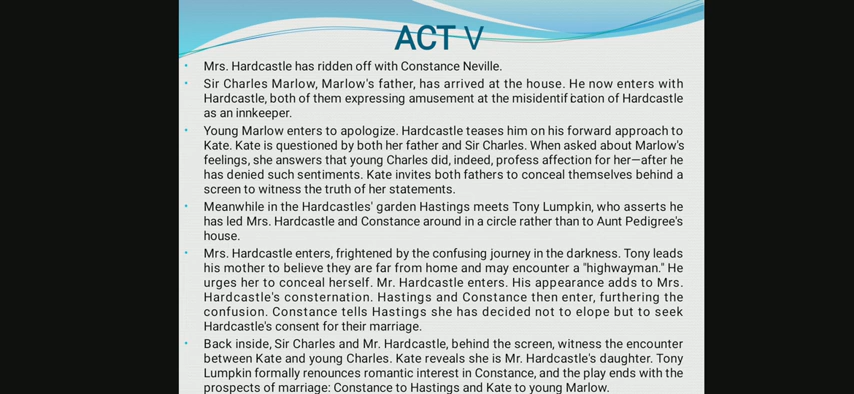 ACT V
• Mrs. Hardcastle has ridden off with Constance Neville.
• Sir Charles Marlow, Marlow's father, has arrived at the house. He now enters with
Hardcastle, both of them expressing amusement at the misidentification of Hardcastle
as an innkeeper.
• Young Marlow enters to apologize. Hardcastle teases him on his forward approach to
Kate. Kate is questioned by both her father and Sir Charles. When asked about Marlow's
feelings, she answers that young Charles did, indeed, profess affection for her—after he
has denied such sentiments. Kate invites both fathers to conceal themselves behind a
screen to witness the truth of her statements.
• Meanwhile in the Hardcastles' garden Hastings meets Tony Lumpkin, who asserts he
has led Mrs. Hardcastle and Constance around in a circle rather than to Aunt Pedigree's
house.
• Mrs. Hardcastle enters, frightened by the confusing journey in the darkness. Tony leads
his mother to believe they are far from home and may encounter a "highwayman." He
urges her to conceal herself. Mr. Hardcastle enters. His appearance adds to Mrs.
Hardcastle's consternation. Hastings and Constance then enter, furthering the
confusion. Constance tells Hastings she has decided not to elope but to seek
Hardcastle's consent for their marriage.
• Back inside, Sir Charles and Mr. Hardcastle, behind the screen, witness the encounter
between Kate and young Charles. Kate reveals she is Mr. Hardcastle's daughter. Tony
Lumpkin formally renounces romantic interest in Constance, and the play ends with the
prospects of marriage: Constance to Hastings and Kate to young Marlow.